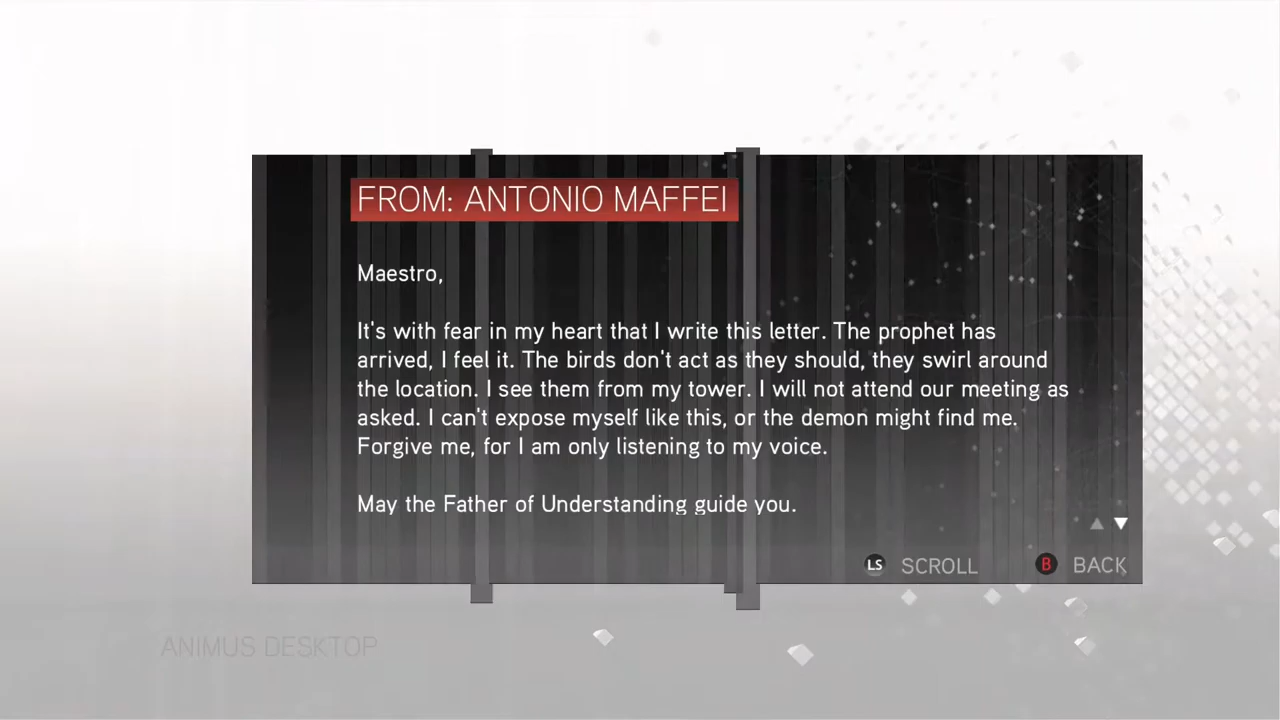 FROM: ANTONIO MAFFEI
Maestro,
It's with fear in my heart that I write this letter. The prophet has
arrived, I feel it. The birds don't act as they should, they swirl around
the location. I see them from my tower. I will not attend our meeting as
asked. I can't expose myself like this, or the demon might find me.
Forgive me, for I am only listening to my voice.
May the Father of Understanding guide you.
LS SCROLL B BACK
ANIMUS DESKTOP